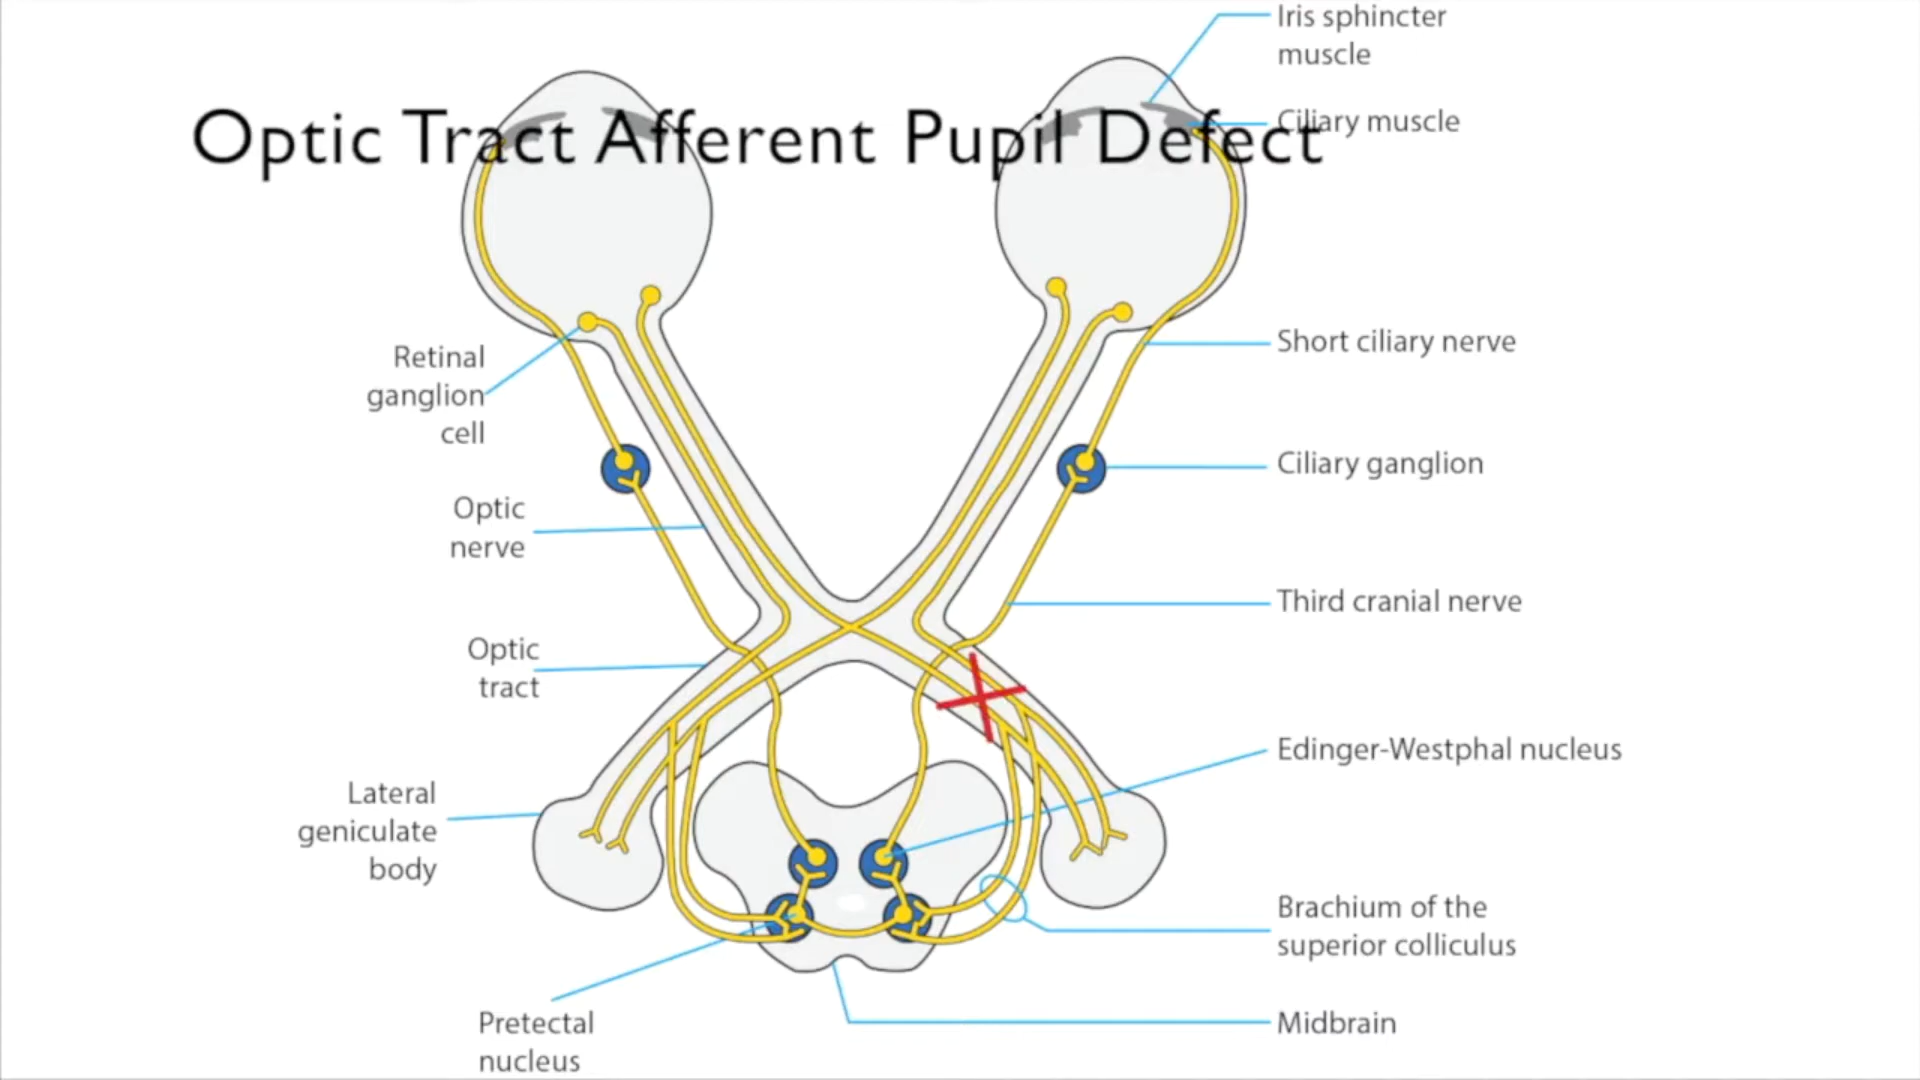 Iris sphincter
muscle
Optic Tract Afferent Pupil Defect
Ciliary muscle
Retinal
ganglion
cell
Short ciliary nerve
Ciliary ganglion
Optic
nerve
Third cranial nerve
Optic
tract
Edinger-Westphal nucleus
Lateral
geniculate
body
Brachium of the
superior colliculus
Pretectal
nucleus
Midbrain